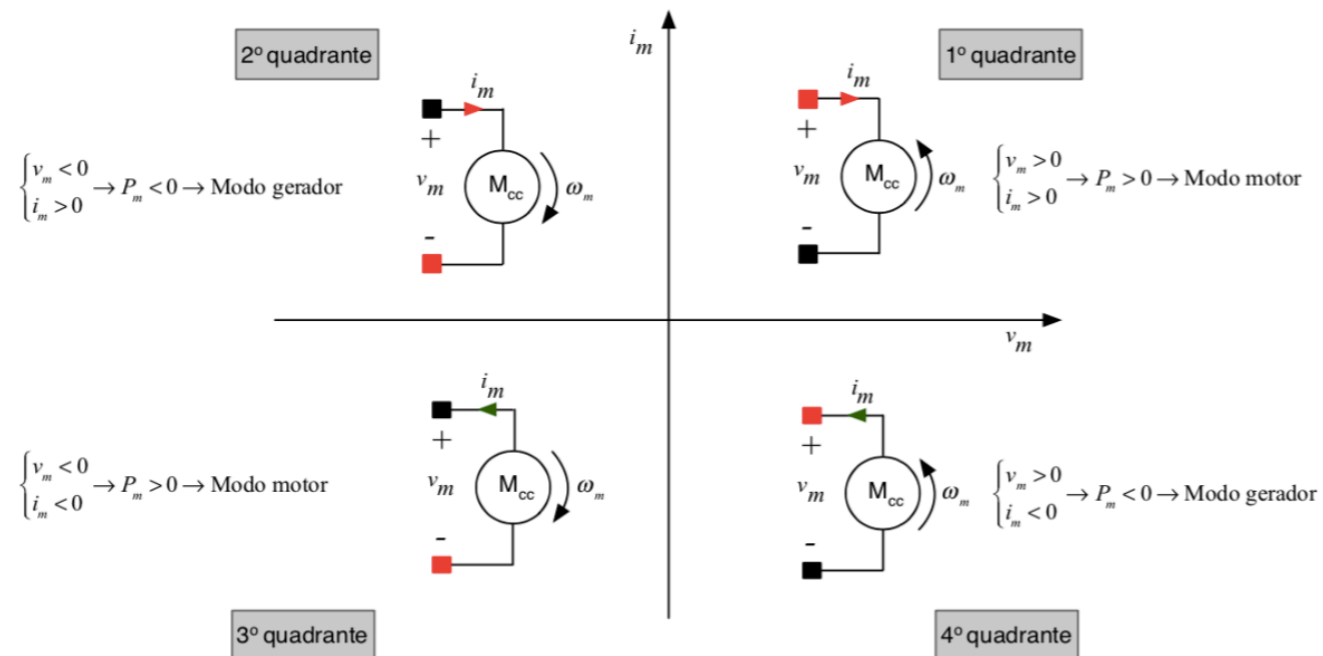 2º quadrante
i_m
1º quadrante
i_m
+
v_m
-
M_cc
ω_m
{v_m < 0
i_m > 0
→ P_m < 0 → Modo gerador
i_m
+
v_m
-
M_cc
ω_m
{v_m > 0
i_m > 0
→ P_m > 0 → Modo motor
v_m
i_m
+
v_m
-
M_cc
ω_m
{v_m < 0
i_m < 0
→ P_m > 0 → Modo motor
i_m
+
v_m
-
M_cc
ω_m
{v_m > 0
i_m < 0
→ P_m < 0 → Modo gerador
3º quadrante
4º quadrante